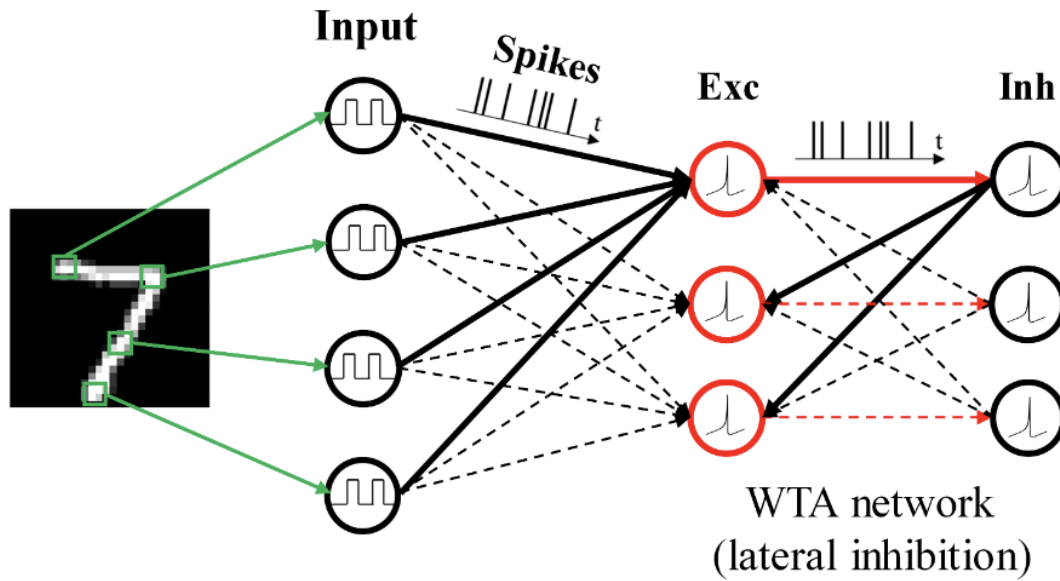 Input
Spikes
t
Exc
t
Inh
WTA network
(lateral inhibition)